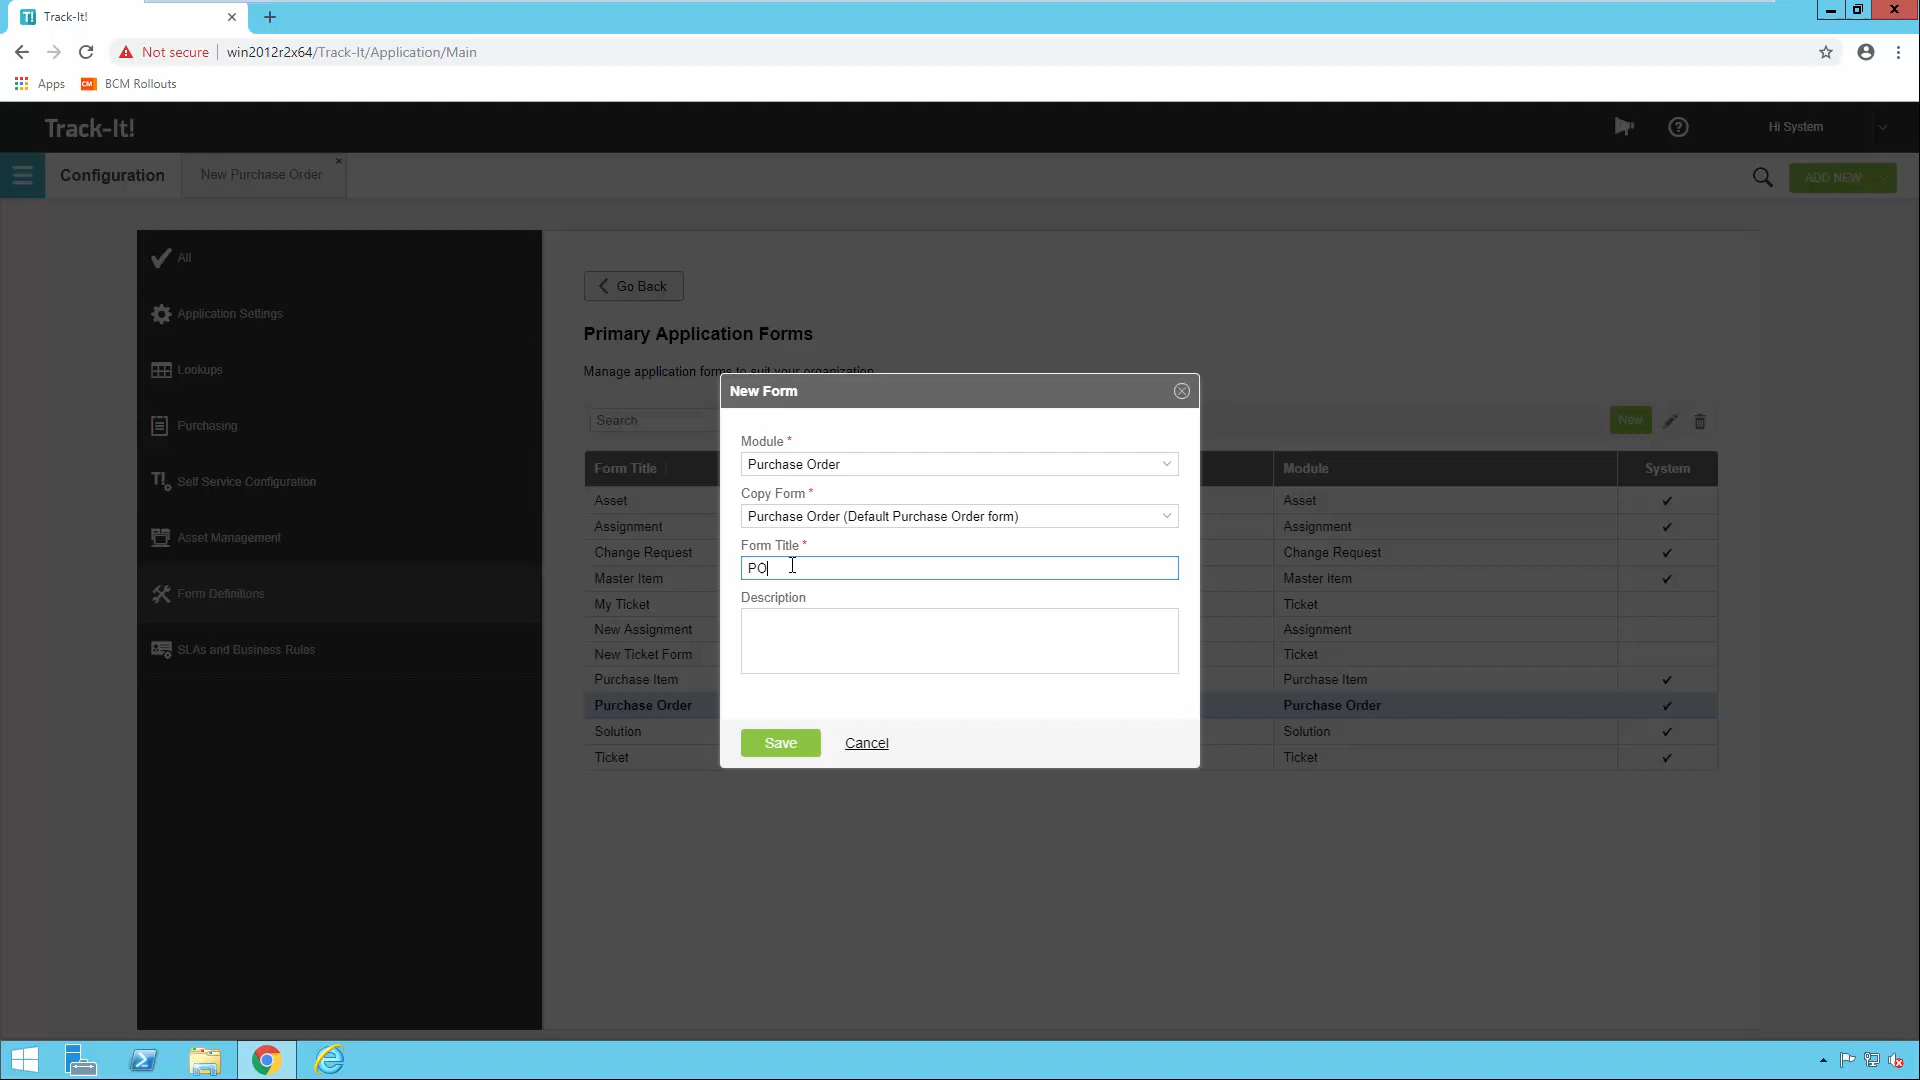 Track-It!
Not secure win2012r2x64/Track-It/Application/Main
Apps BCM Rollouts
Track-It!
Hi System
Configuration New Purchase Order ADD NEW
All
Application Settings
Lookups
Purchasing
Self Service Configuration
Asset Management
Form Definitions
SLAs and Business Rules
Go Back
Primary Application Forms
Manage application forms to suit your organization
Search New
Form Title Module System
Asset Asset
Assignment Assignment
Change Request Change Request
Master Item Master Item
My Ticket Ticket
New Assignment Assignment
New Ticket Form Ticket
Purchase Item Purchase Item
Purchase Order Purchase Order
Solution Solution
Ticket Ticket
New Form
Module *
Purchase Order
Copy Form *
Purchase Order (Default Purchase Order form)
Form Title *
PO
Description
Save Cancel